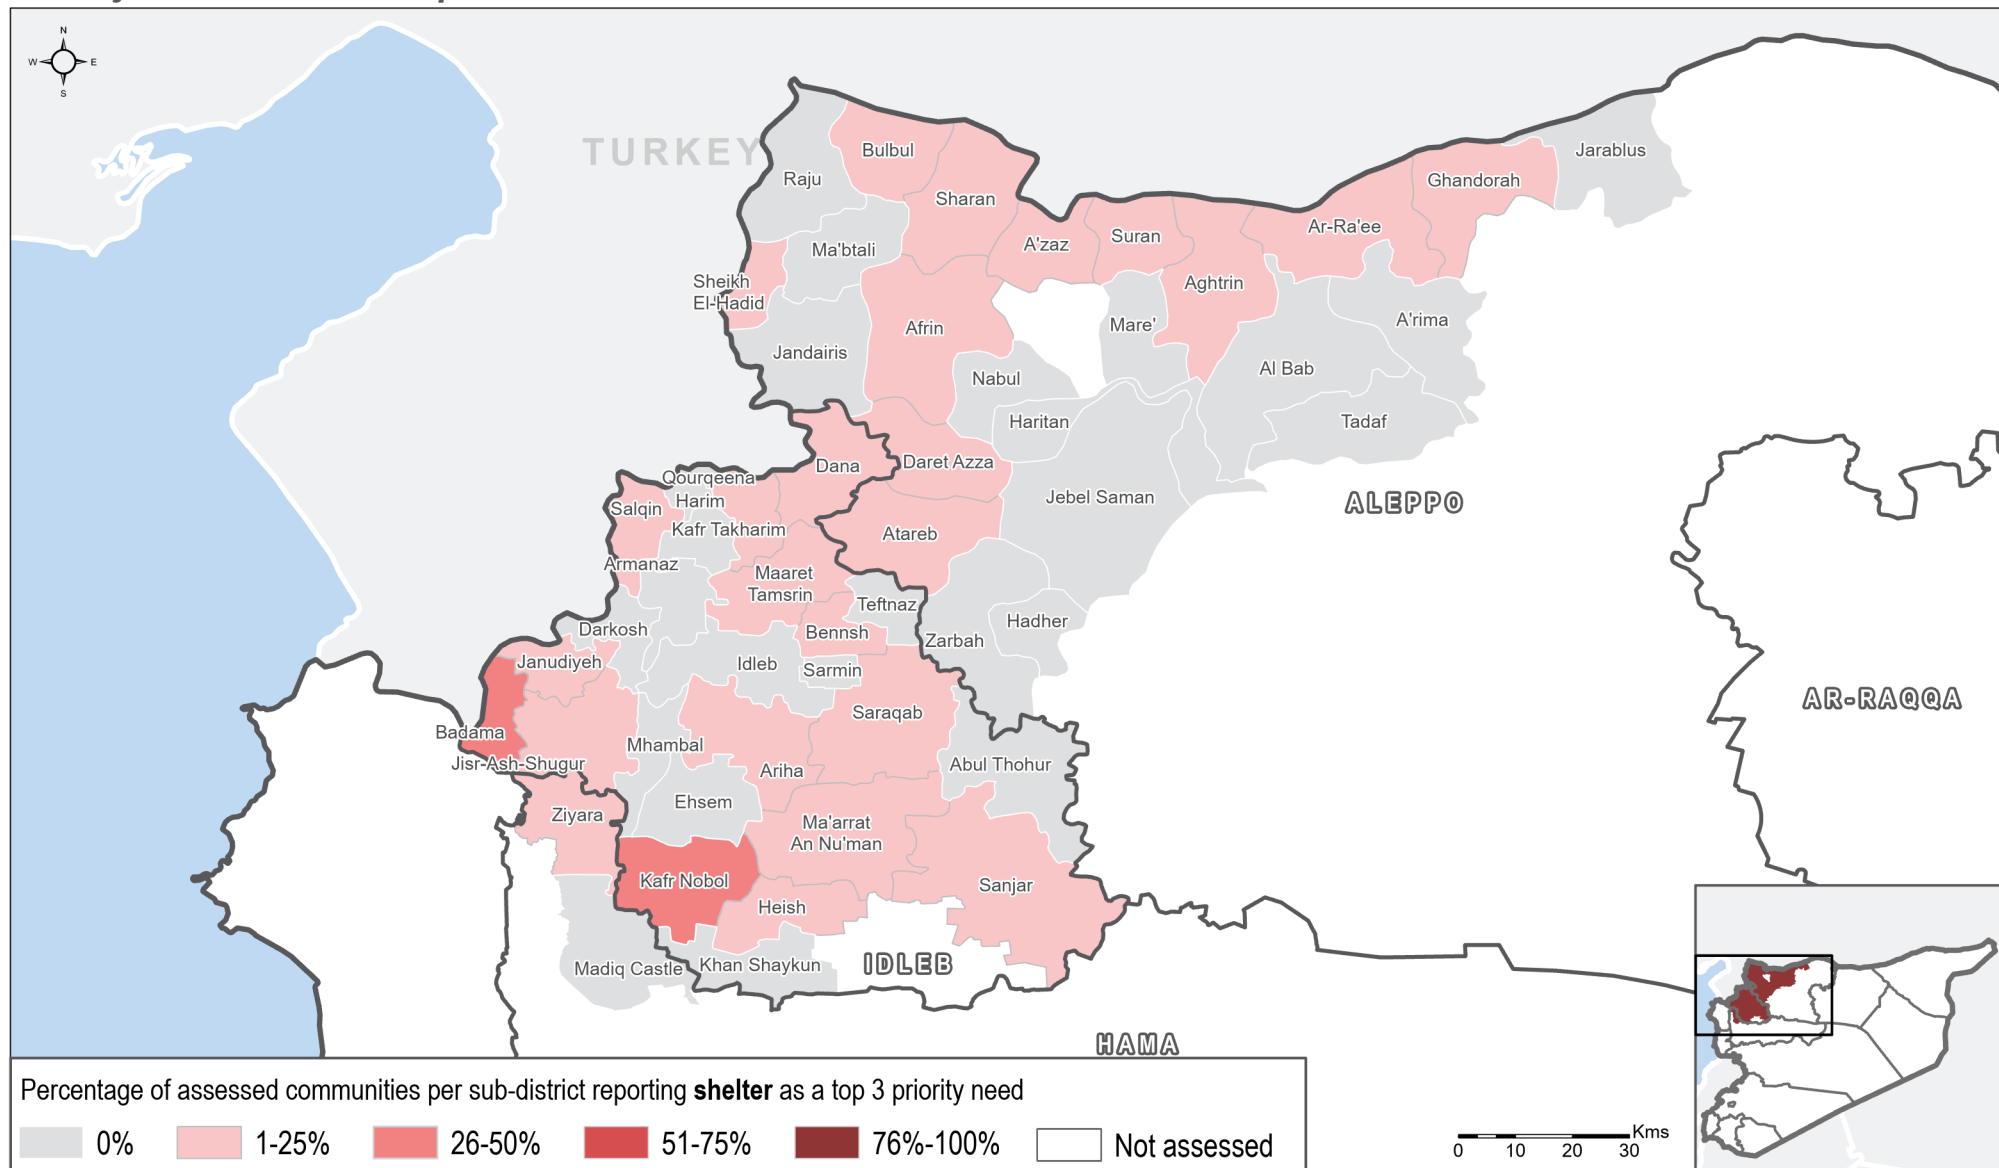 N
W
E
S
TURKEY
Bulbul
Jarablus
Raju
Ghandorah
Sharan
Ar-Ra'ee
Suran
A'zaz
Ma'btali
Sheikh
El-Hadid
Aghtrin
A'rima
Mare'
Afrin
Jandairis
Al Bab
Nabul
Haritan
Tadaf
Dana
Daret Azza
Qourqeena
Harim
Jebel Saman
ALEPPO
Salqin
Kafr Takharim
Atareb
Armanaz
Maaret
Tamsrin
Teftnaz
Hadher
Darkosh
Bennsh
Zarbah
Janudiyeh
Idleb
Sarmin
AR-RAQQA
Saraqab
Badama
Mhambal
Jisr-Ash-Shugur
Ariha
Abul Thohur
Ehsem
Ziyara
Ma'arrat
An Nu'man
Kafr Nobol
Sanjar
Heish
Madiq Castle
Khan Shaykun
IDLEB
HAMA
Percentage of assessed communities per sub-district reporting shelter as a top 3 priority need
0%
1-25%
26-50%
51-75%
76%-100%
Not assessed
Kms
0
10
20
30